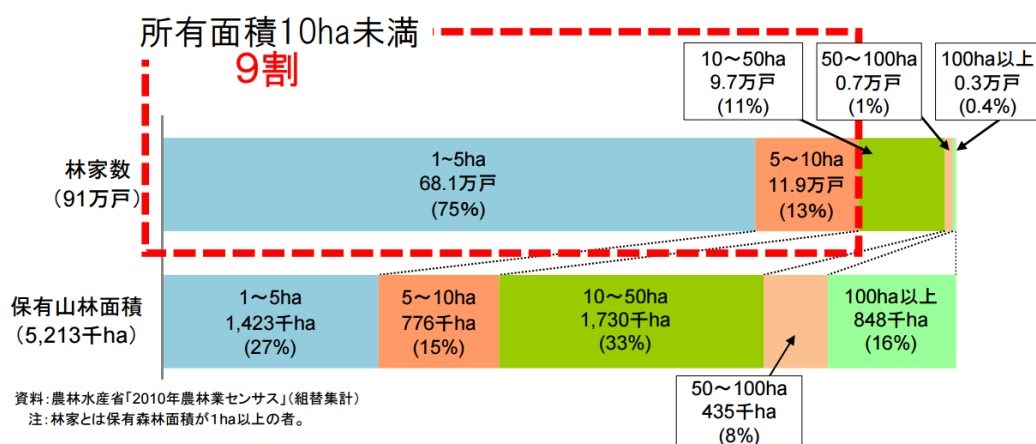 所有面積10ha未満
9割
10～50ha
9.7万戸
(11%)
50～100ha
0.7万戸
(1%)
100ha以上
0.3万戸
(0.4%)
林家数
(91万戸)
1~5ha
68.1万戸
(75%)
5～10ha
11.9万戸
(13%)
保有山林面積
(5,213千ha)
1～5ha
1,423千ha
(27%)
5～10ha
776千ha
(15%)
10～50ha
1,730千ha
(33%)
100ha以上
848千ha
(16%)
50～100ha
435千ha
(8%)
資料：農林水産省「2010年農林業センサス」（組替集計）
注：林家とは保有森林面積が1ha以上の者。